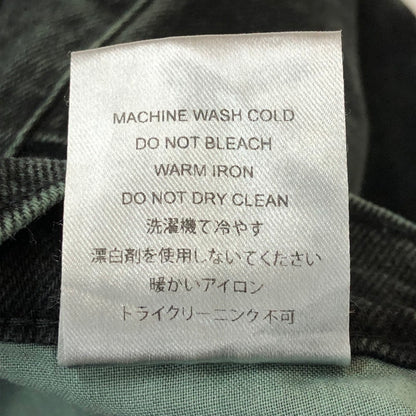 MACHINE WASH COLD
DO NOT BLEACH
WARM IRON
DO NOT DRY CLEAN
洗濯機て冷やす
漂白剤を使用しないてください
暖かいアイロン
トライクリーニンク不可